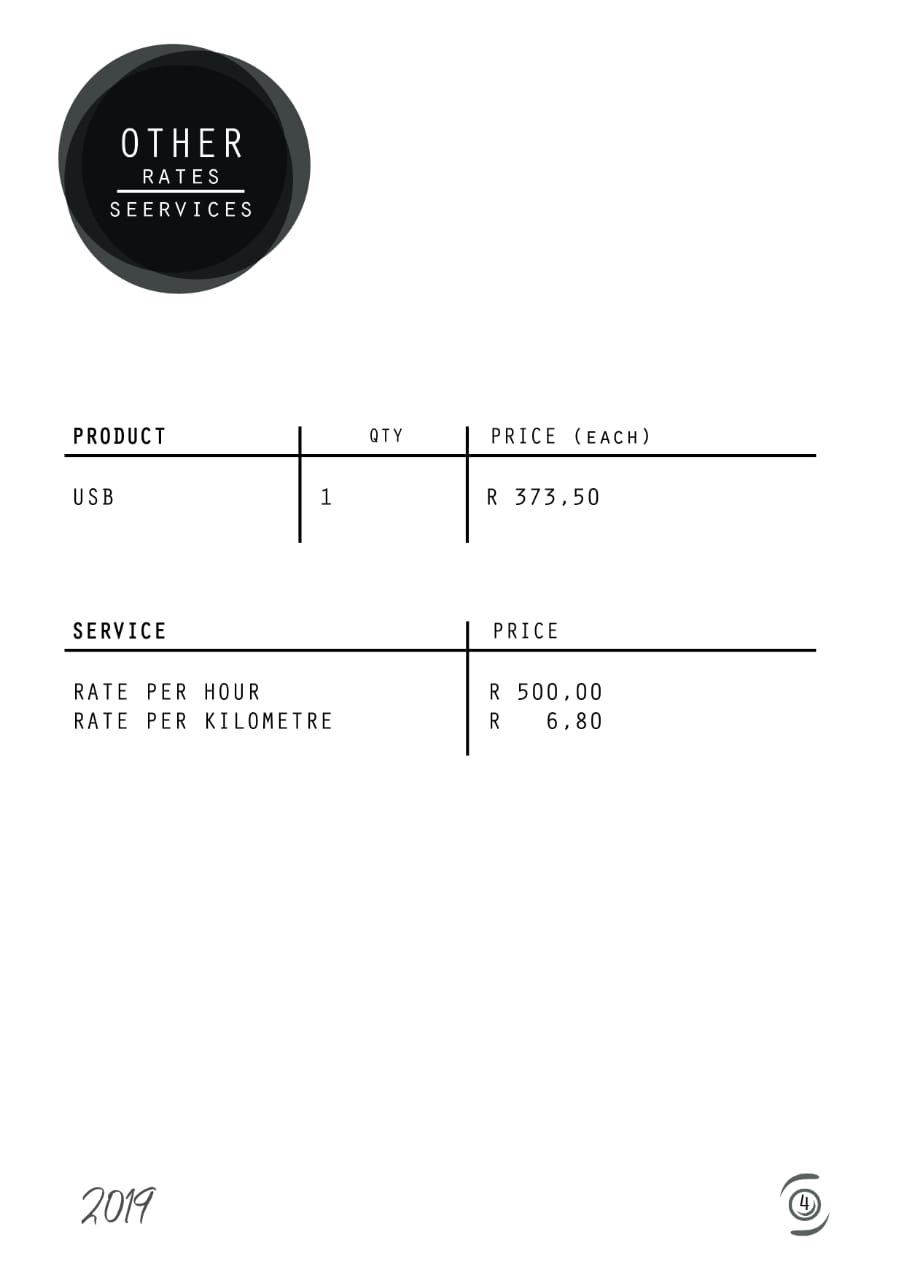 OTHER
RATES
SEERVICES
PRODUCT QTY PRICE (EACH)
USB 1 R 373,50
SERVICE PRICE
RATE PER HOUR R 500,00
RATE PER KILOMETRE R 6,80
2019 4